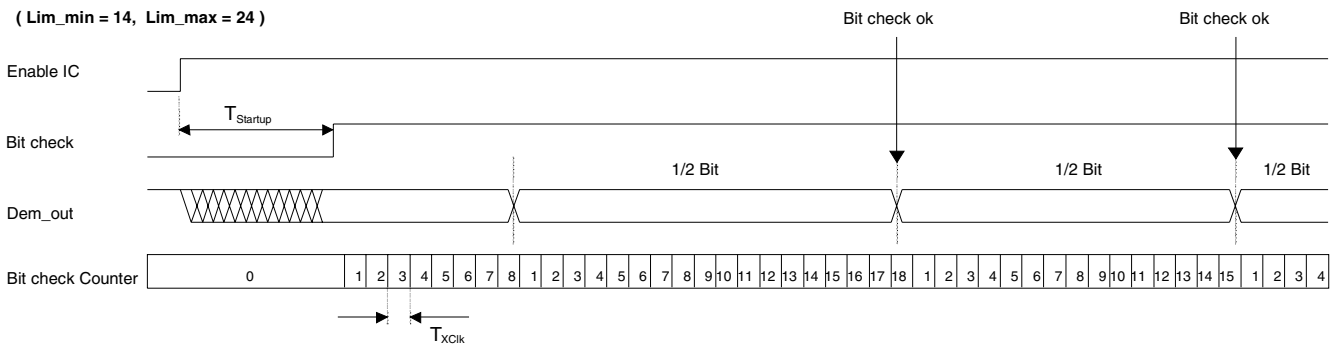 ( Lim_min = 14, Lim_max = 24 )
Bit check ok
Bit check ok
Enable IC
TStartup
Bit check
1/2 Bit
1/2 Bit
1/2 Bit
Dem_out
Bit check Counter
0 1 2 3 4 5 6 7 8 1 2 3 4 5 6 7 8 9 10 11 12 13 14 15 16 17 18 1 2 3 4 5 6 7 8 9 10 11 12 13 14 15 1 2 3 4
TXClk